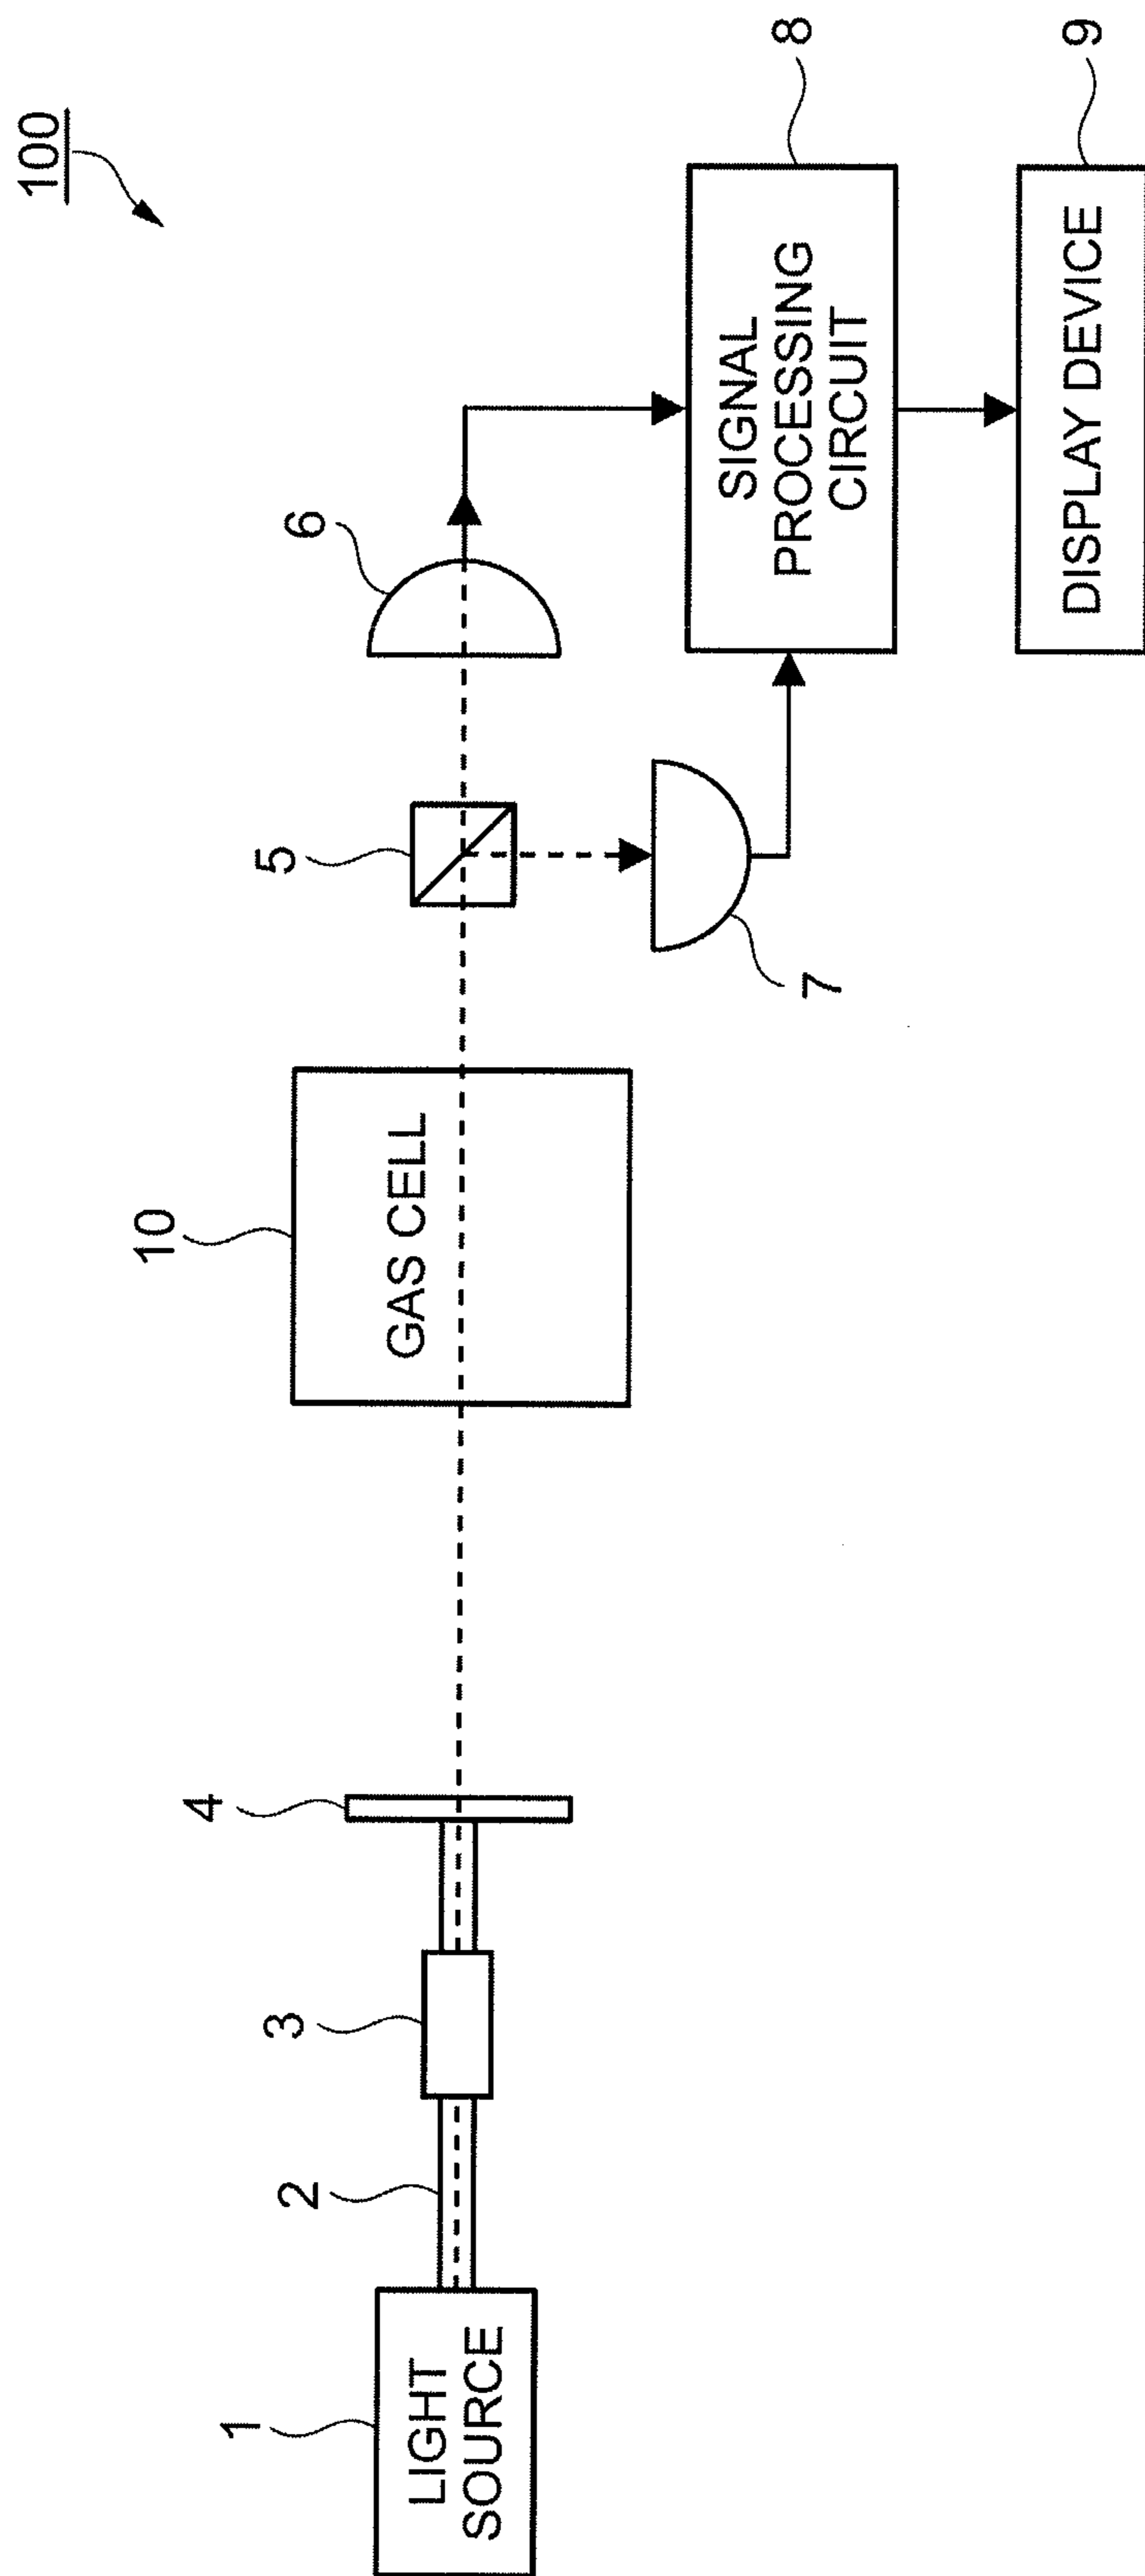 100
1
LIGHT
SOURCE
2
3
4
10
GAS CELL
5
6
7
SIGNAL
PROCESSING
CIRCUIT
8
DISPLAY DEVICE
9